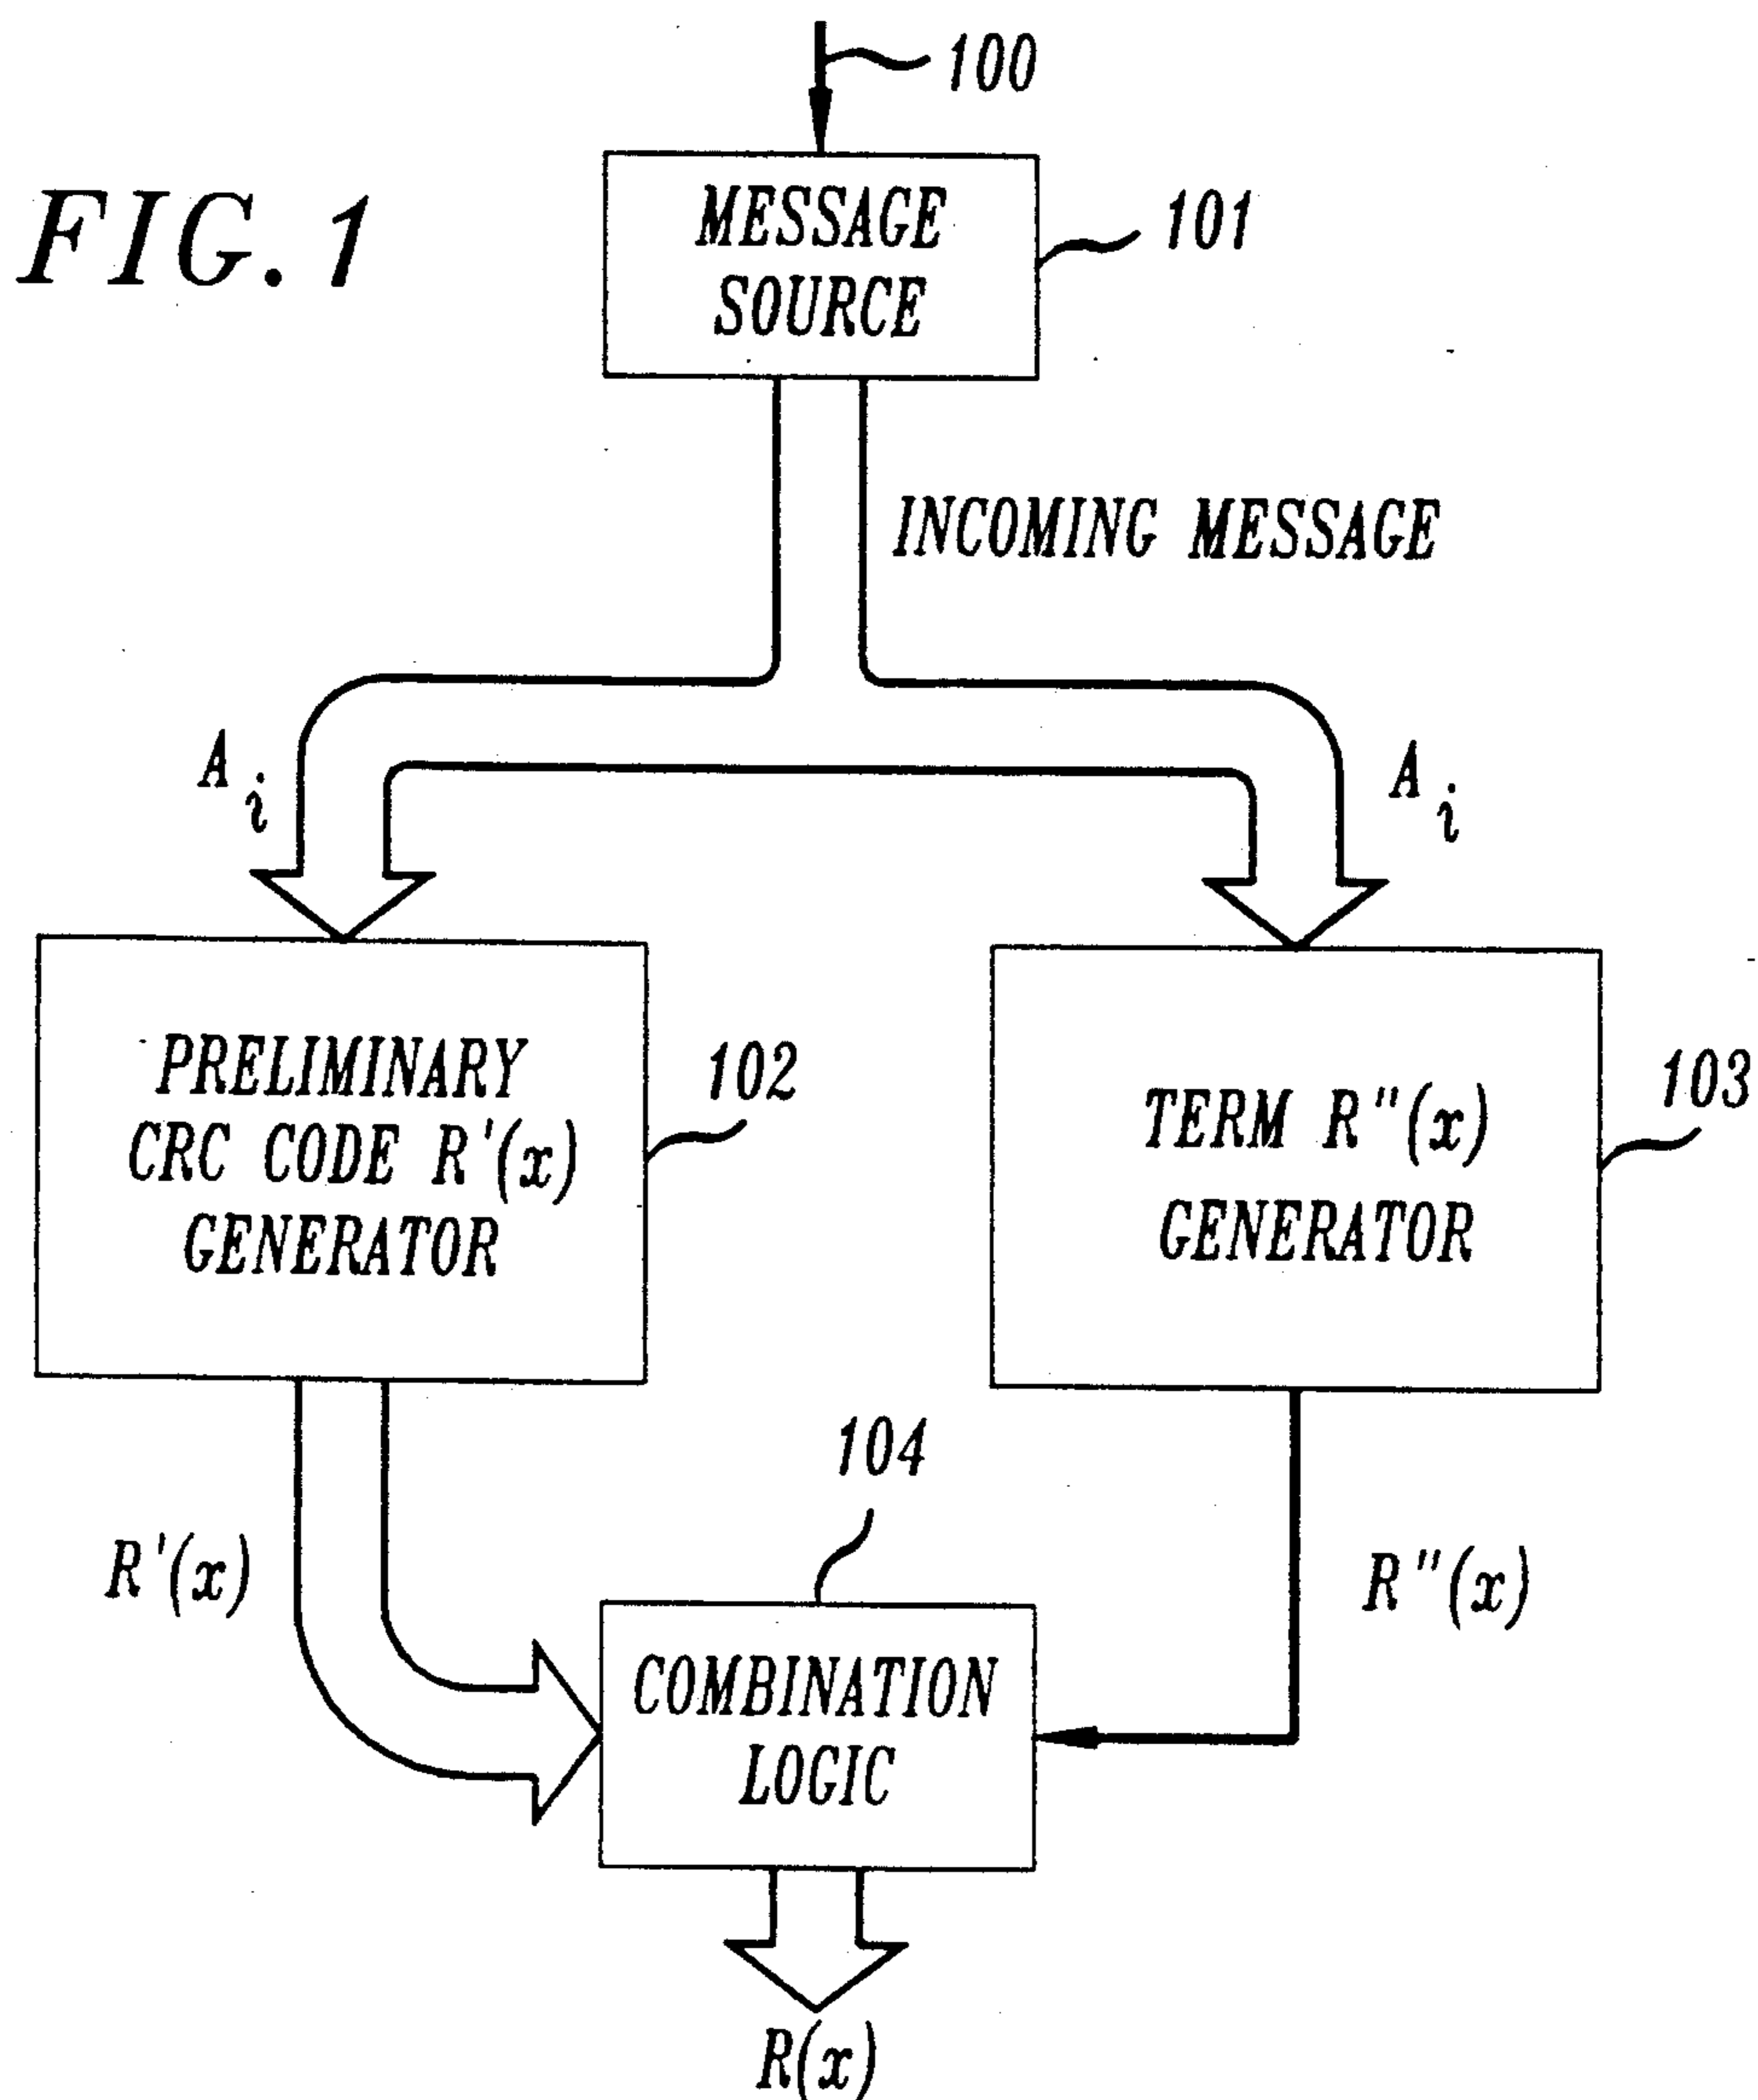 100
FIG. 1
MESSAGE
SOURCE
101
INCOMING MESSAGE
A i
A i
PRELIMINARY
CRC CODE R'(x)
GENERATOR
102
TERM R"(x)
GENERATOR
103
104
R'(x)
R"(x)
COMBINATION
LOGIC
R(x)